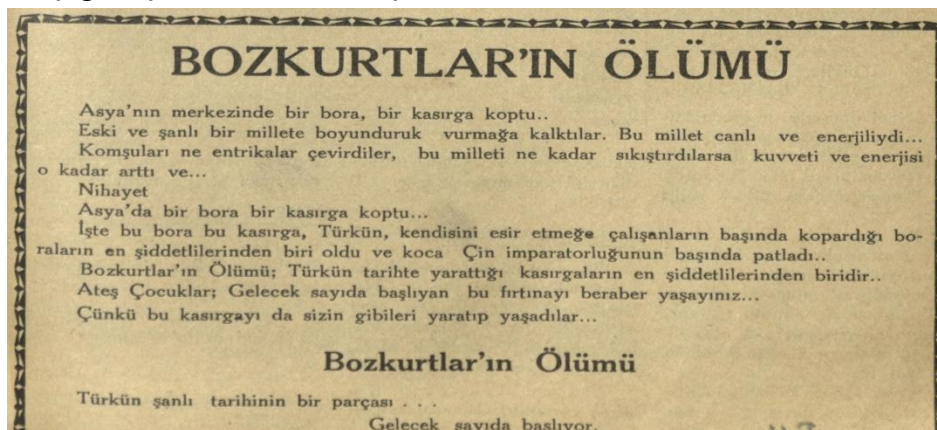 BOZKURTLAR'IN ÖLÜMÜ
Asya'nın merkezinde bir bora, bir kasırga koptu..
Eski ve şanlı bir millete boyunduruk vurmağa kalktılar. Bu millet canlı ve enerjiliydi...
Komşuları ne entrikalar çevirdiler, bu milleti ne kadar sıkıştırdılarsa kuvveti ve enerjisi
o kadar arttı ve...
Nihayet
Asya'da bir bora bir kasırga koptu...
İşte bu bora bu kasırga, Türkün, kendisini esir etmeğe çalışanların başında kopardığı bo-
raların en şiddetlilerinden biri oldu ve koca Çin imparatorluğunun başında patladı..
Bozkurtlar'ın Ölümü; Türkün tarihte yarattığı kasırgaların en şiddetlilerinden biridir..
Ateş Çocuklar; Gelecek sayıda başlıyan bu fırtınayı beraber yaşayınız...
Çünkü bu kasırgayı da sizin gibileri yaratıp yaşadılar...
Bozkurtlar'ın Ölümü
Türkün şanlı tarihinin bir parçası . . .
Gelecek sayıda başlıyor.